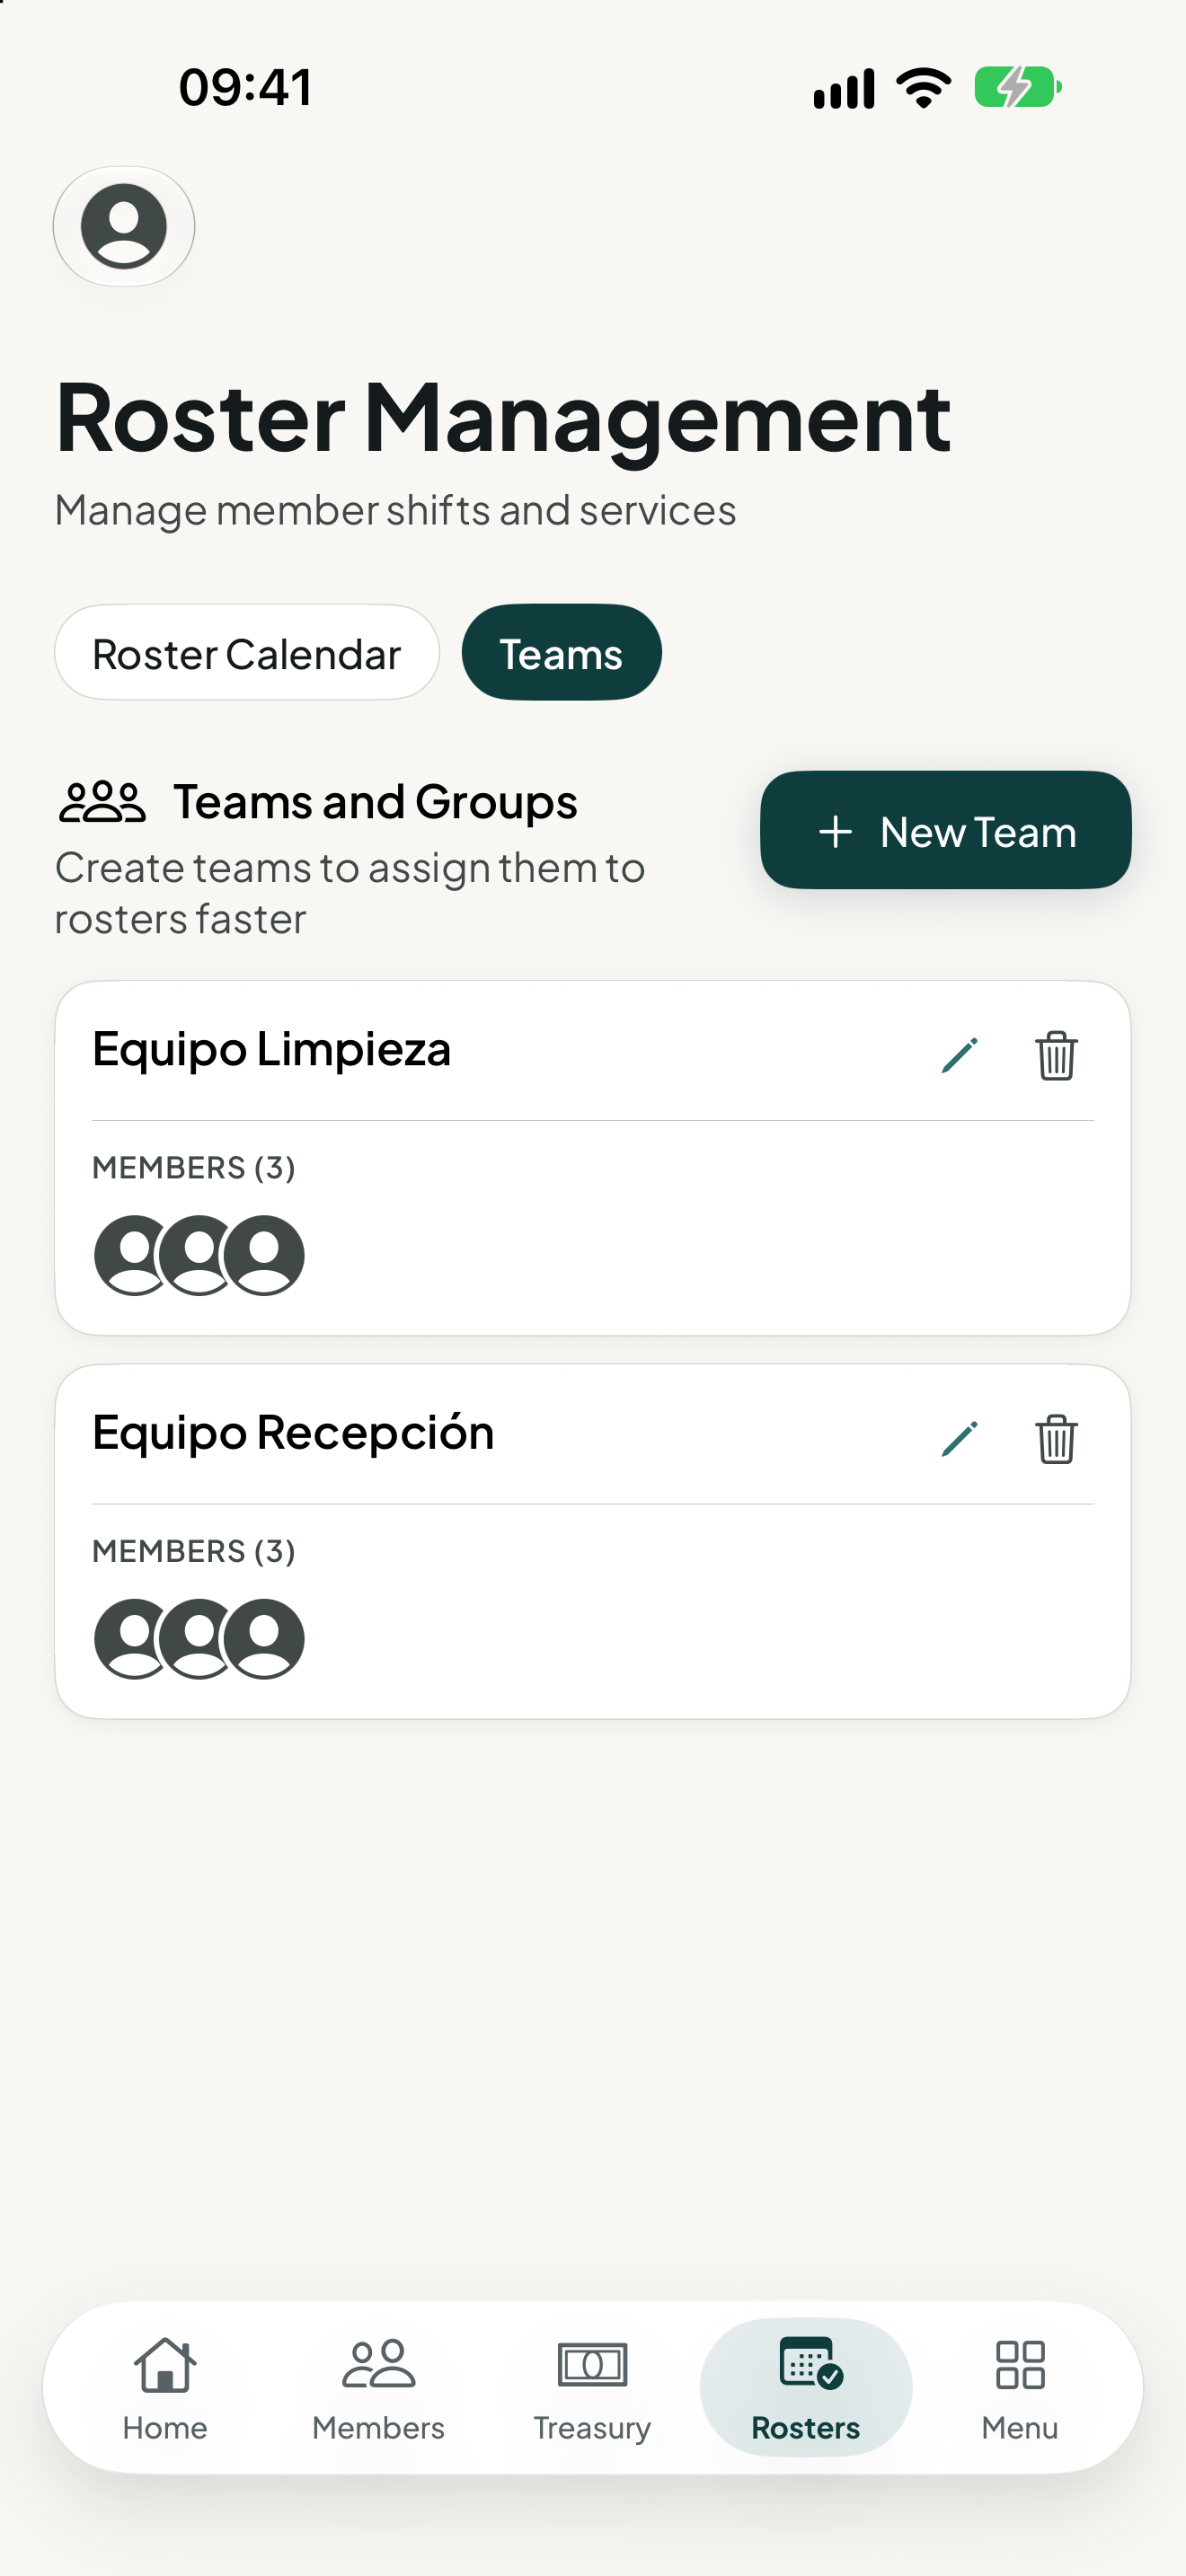 09:41
Roster Management
Manage member shifts and services
Roster Calendar
Teams
Teams and Groups
Create teams to assign them to
rosters faster
+ New Team
Equipo Limpieza
MEMBERS (3)
Equipo Recepción
MEMBERS (3)
Home
Members
Treasury
Rosters
Menu